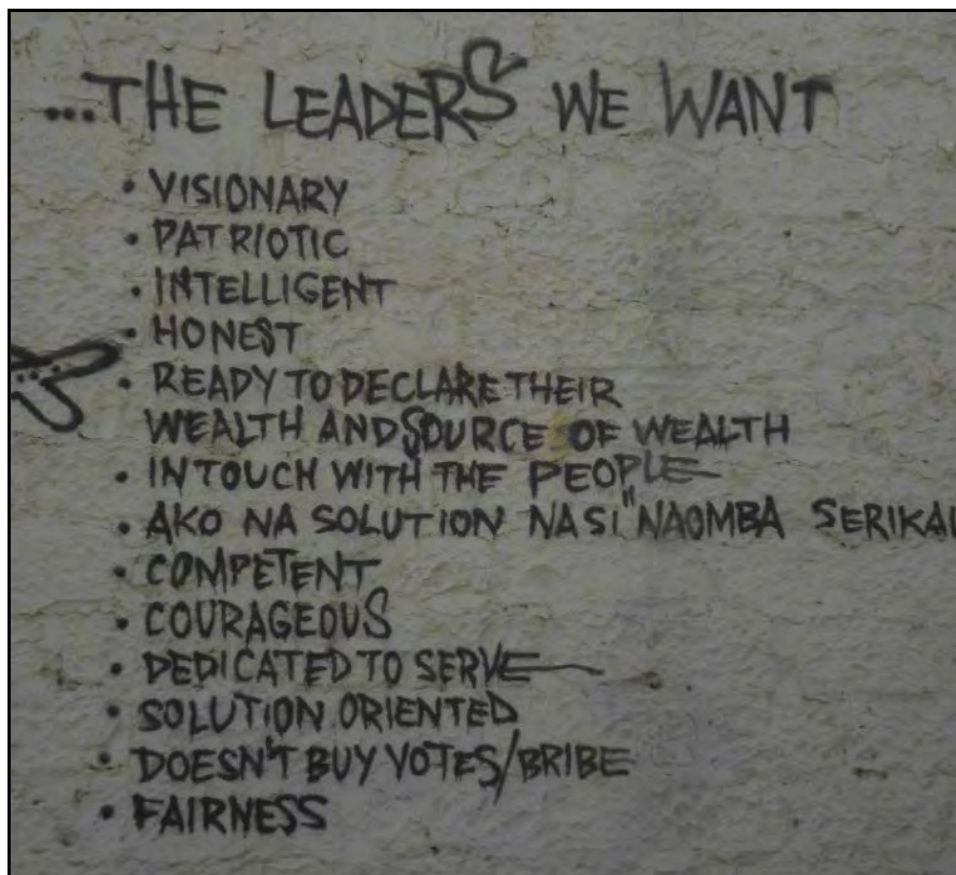 ...THE LEADERS WE WANT
• VISIONARY
• PATRIOTIC
• INTELLIGENT
• HONEST
• READY TO DECLARE THEIR
WEALTH AND SOURCE OF WEALTH
• IN TOUCH WITH THE PEOPLE
• AKO NA SOLUTION NA SI "NAOMBA
• COMPETENT
• COURAGEOUS
• DEDICATED TO SERVE
• SOLUTION ORIENTED
• DOESN'T BUY VOTES/BRIBE
• FAIRNESS